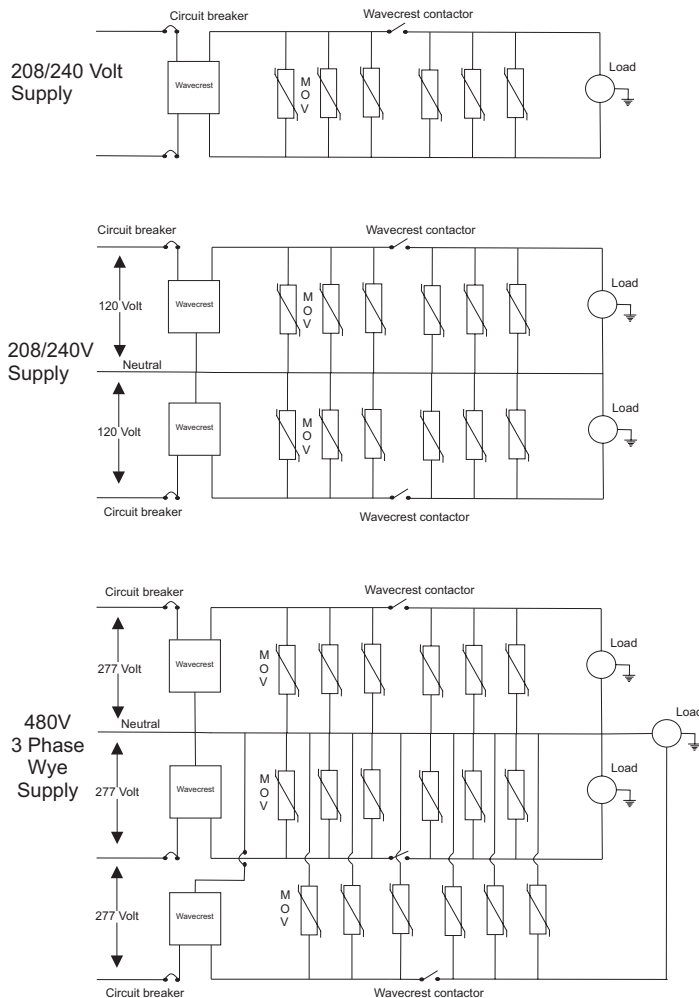 Circuit breaker
Wavecrest contactor
208/240 Volt
Supply
Wavecrest
M
O
V
Load
Circuit breaker
Wavecrest contactor
120 Volt
Wavecrest
M
O
V
Load
208/240V
Supply
Neutral
120 Volt
Wavecrest
M
O
V
Load
Circuit breaker
Wavecrest contactor
Circuit breaker
Wavecrest contactor
277 Volt
Wavecrest
M
O
V
Load
480V
3 Phase
Wye
Supply
Neutral
Load
277 Volt
Wavecrest
M
O
V
Load
277 Volt
Wavecrest
M
O
V
Circuit breaker
Wavecrest contactor